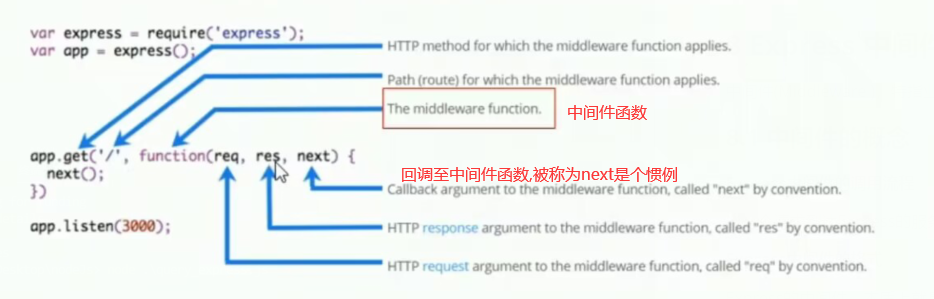 var express = require('express');
var app = express();
HTTP method for which the middleware function applies.
Path (route) for which the middleware function applies.
The middleware function.
中间件函数
app.get('/', function(req, res, next) {
next();
})
app.listen(3000);
回调至中间件函数,被称为next是个惯例
Callback argument to the middleware function, called "next" by convention.
HTTP response argument to the middleware function, called "res" by convention.
HTTP request argument to the middleware function, called "req" by convention.